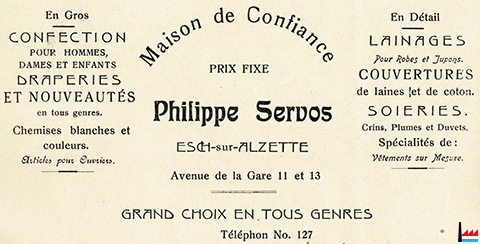 En Gros
CONFECTION
POUR HOMMES,
DAMES ET ENFANTS
DRAPERIES
ET NOUVEAUTÉS
en tous genres.
Chemises blanches et
couleurs.
Articles pour Ouvriers.
Maison de Confiance
PRIX FIXE
Philippe Servos
ESCH-sur-ALZETTE
Avenue de la Gare 11 et 13
GRAND CHOIX EN TOUS GENRES
Téléphon No. 127
En Détail
LAINAGES
Pour Robes et Jupons.
COUVERTURES
de laines et de coton.
SOIERIES.
Crins, Plumes et Duvets.
Spécialités de :
Vêtements sur Mesure.